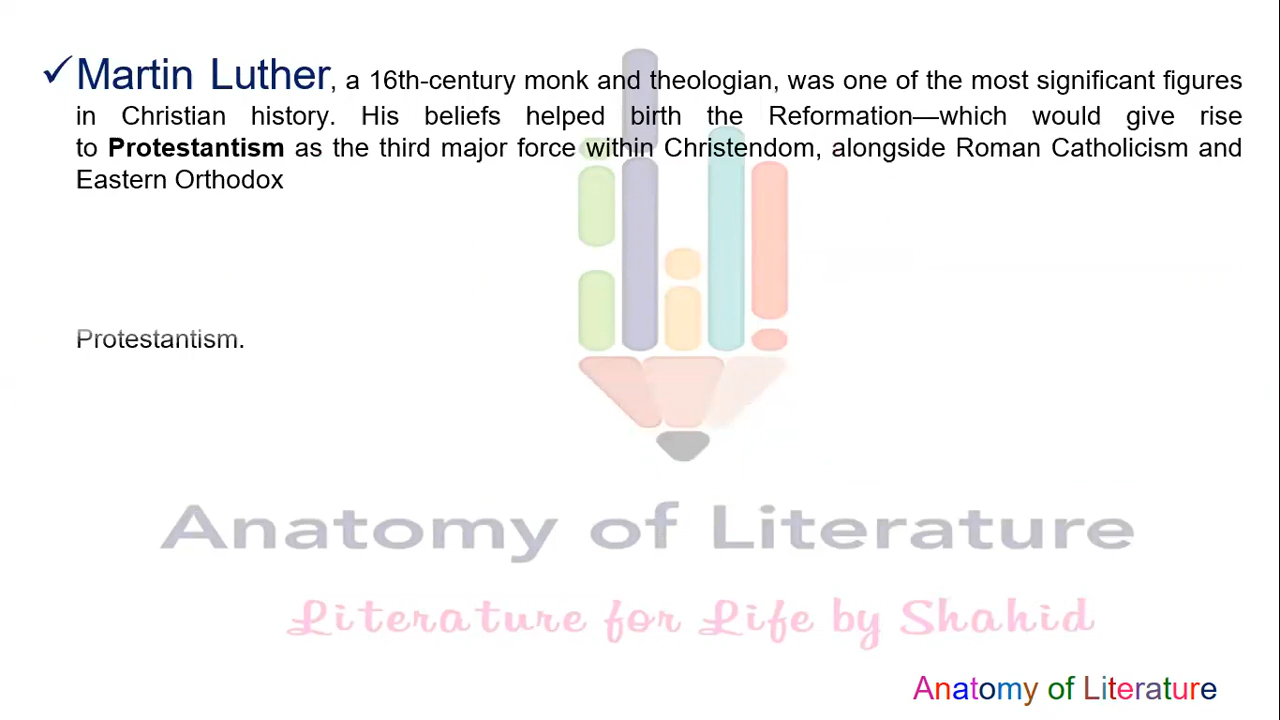 ✓Martin Luther, a 16th-century monk and theologian, was one of the most significant figures
in Christian history. His beliefs helped birth the Reformation—which would give rise
to Protestantism as the third major force within Christendom, alongside Roman Catholicism and
Eastern Orthodox
Protestantism.
Anatomy of Literature
Literature for Life by Shahid
Anatomy of Literature